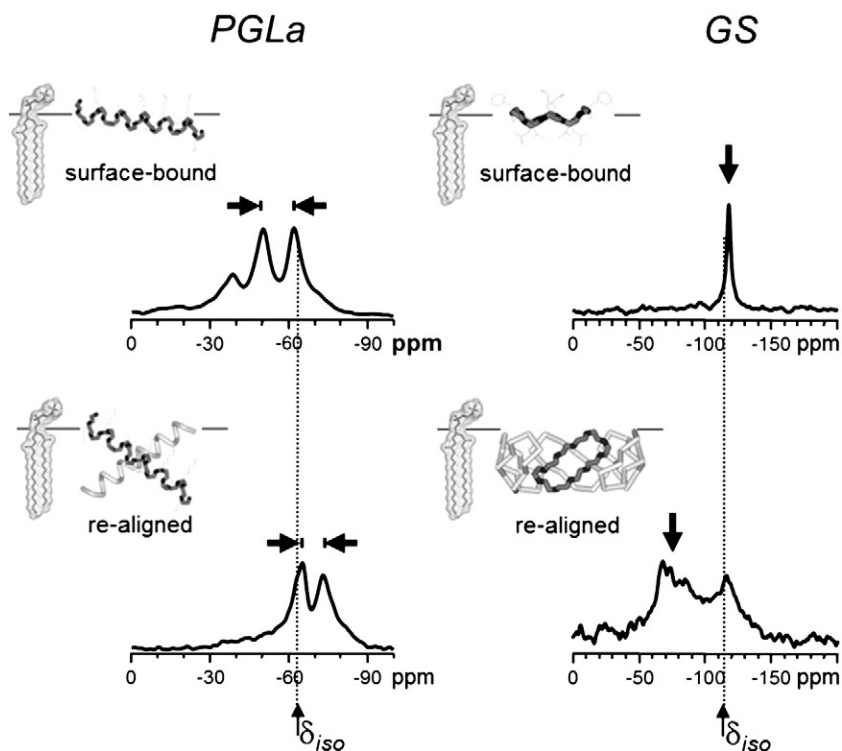 PGLa
GS
surface-bound
surface-bound
0 -30 -60 -90 ppm
0 -50 -100 -150 ppm
re-aligned
re-aligned
0 -30 -60 -90 ppm
0 -50 -100 -150 ppm
δiso
δiso